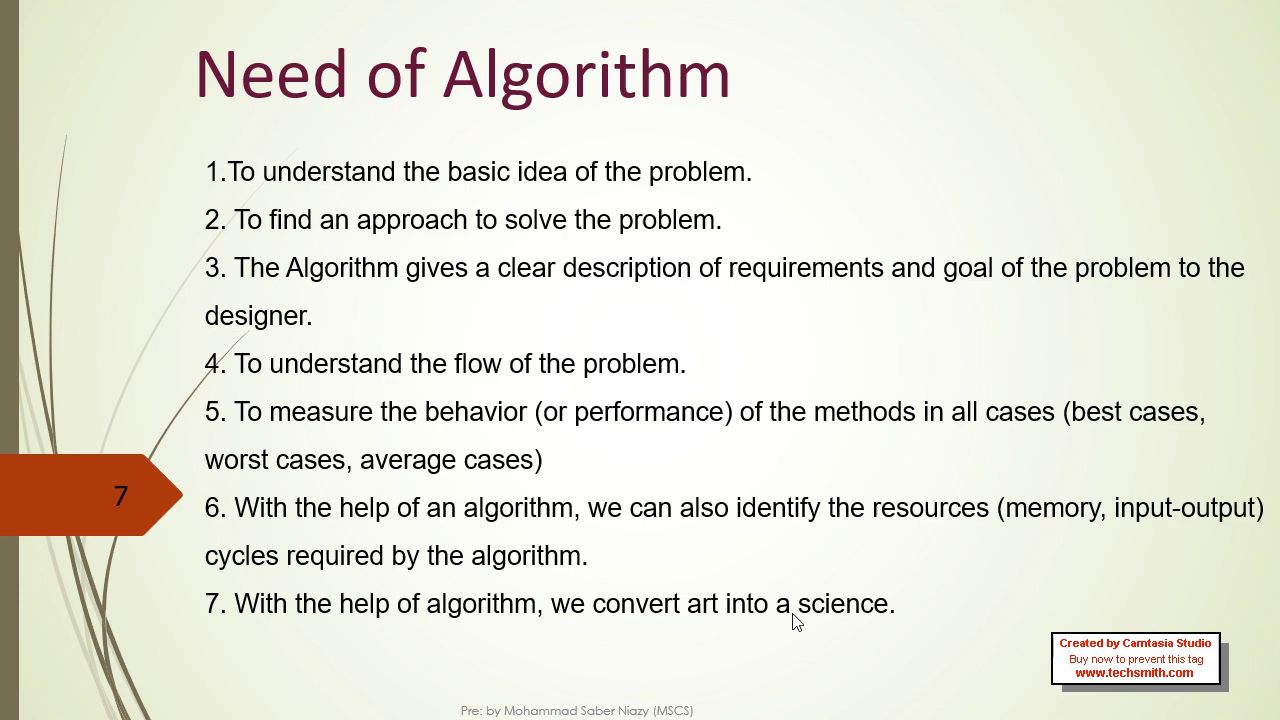 Need of Algorithm
1.To understand the basic idea of the problem.
2. To find an approach to solve the problem.
3. The Algorithm gives a clear description of requirements and goal of the problem to the
designer.
4. To understand the flow of the problem.
5. To measure the behavior (or performance) of the methods in all cases (best cases,
worst cases, average cases)
7
6. With the help of an algorithm, we can also identify the resources (memory, input-output)
cycles required by the algorithm.
7. With the help of algorithm, we convert art into a science.
Created by Camtasia Studio
Buy now to prevent this tag
www.techsmith.com
Pre: by Mohammad Saber Niazy (MSCS)